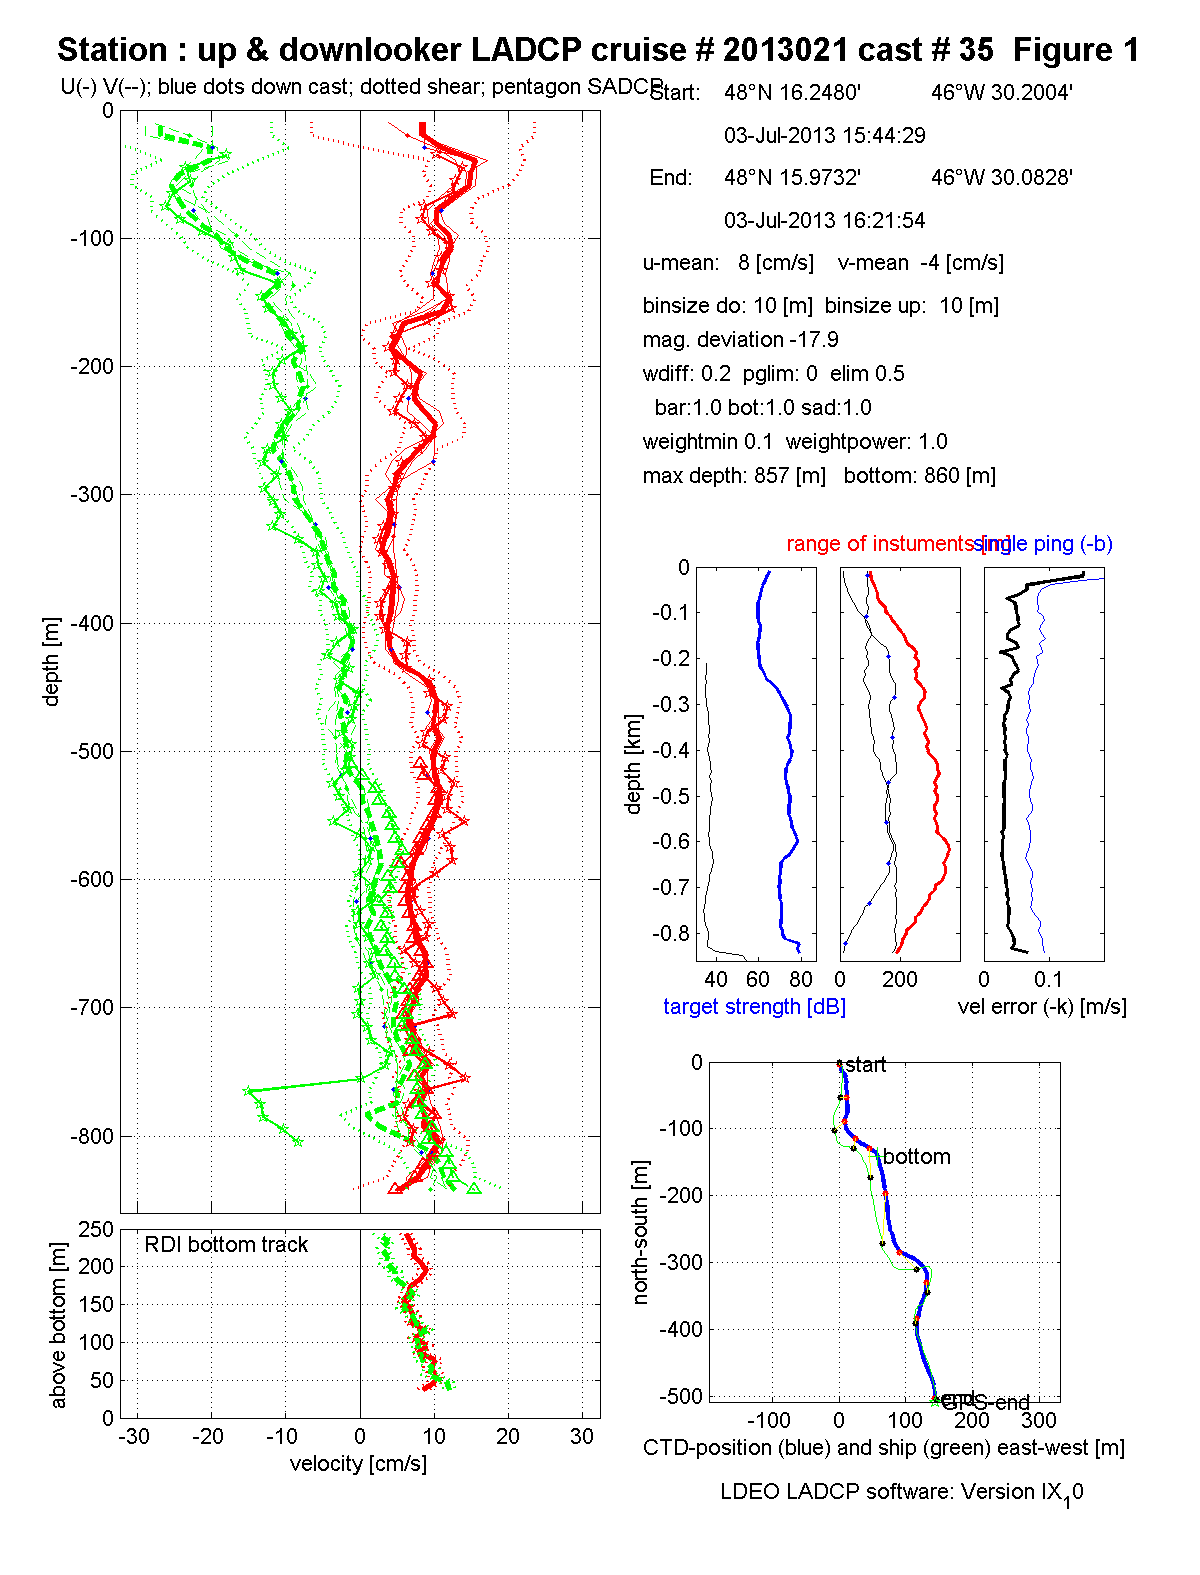 Station : up & downlooker LADCP cruise # 2013021 cast # 35  Figure 1
U(-) V(--); blue dots down cast; dotted shear; pentagon SADCP
Start: 48°N 16.2480' 46°W 30.2004'
03-Jul-2013 15:44:29
End: 48°N 15.9732' 46°W 30.0828'
03-Jul-2013 16:21:54
u-mean: 8 [cm/s] v-mean -4 [cm/s]
binsize do: 10 [m] binsize up: 10 [m]
mag. deviation -17.9
wdiff: 0.2 pglim: 0 elim 0.5
bar:1.0 bot:1.0 sad:1.0
weightmin 0.1 weightpower: 1.0
max depth: 857 [m] bottom: 860 [m]
0
-100
-200
-300
-400
-500
-600
-700
-800
depth [m]
RDI bottom track
250
200
150
100
50
0
above bottom [m]
-30 -20 -10 0 10 20 30
velocity [cm/s]
range of instuments [m]
single ping (-b)
0
-0.1
-0.2
-0.3
-0.4
-0.5
-0.6
-0.7
-0.8
depth [km]
40 60 80
0 200
0 0.1
target strength [dB]
vel error (-k) [m/s]
0
-100
-200
-300
-400
-500
north-south [m]
start
bottom
end
GPS-end
-100 0 100 200 300
CTD-position (blue) and ship (green) east-west [m]
LDEO LADCP software: Version IX10